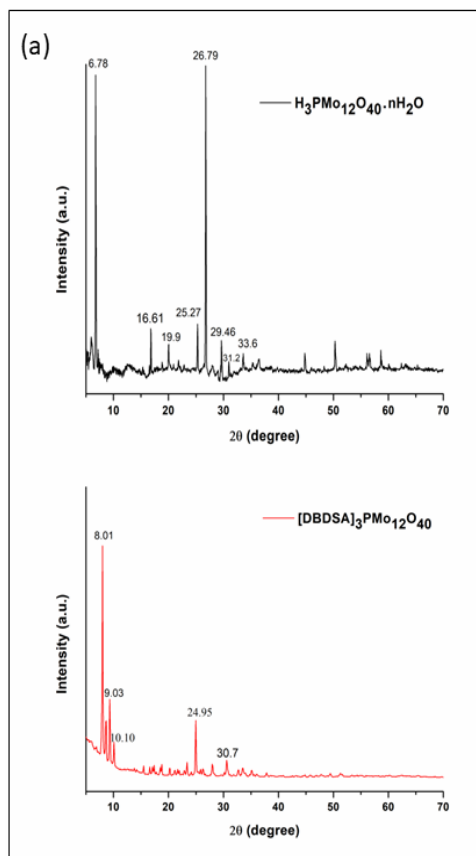 (a)
6.78
26.79
H3PMo12O40.nH2O
16.61
19.9
25.27
29.46
31.2
33.6
Intensity (a.u.)
10 20 30 40 50 60 70
2θ (degree)
[DBDSA]3PMo12O40
8.01
9.03
10.10
24.95
30.7
Intensity (a.u.)
10 20 30 40 50 60 70
2θ (degree)